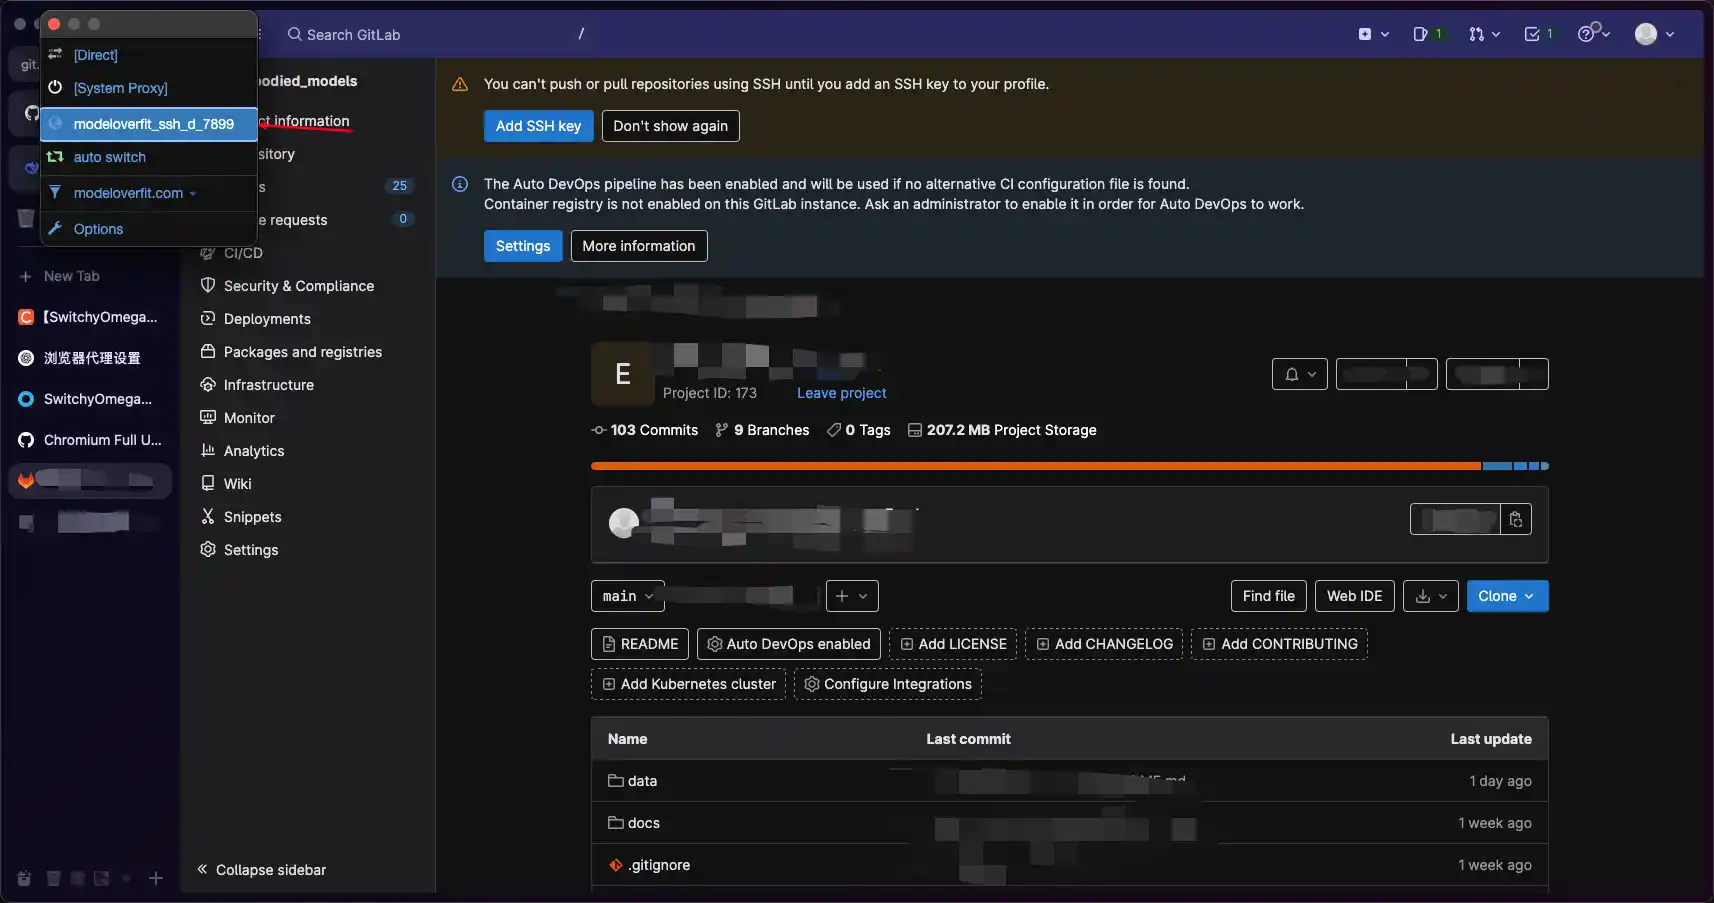 [Direct]
[System Proxy]
modeloverfit_ssh_d_7899
auto switch
modeloverfit.com
Options
git.
New Tab
【SwitchyOmega...
浏览器代理设置
SwitchyOmega...
Chromium Full U...
Search GitLab
/
1
1
odied_models
ct information
sitory
s
25
e requests
0
CI/CD
Security & Compliance
Deployments
Packages and registries
Infrastructure
Monitor
Analytics
Wiki
Snippets
Settings
Collapse sidebar
You can't push or pull repositories using SSH until you add an SSH key to your profile.
Add SSH key
Don't show again
The Auto DevOps pipeline has been enabled and will be used if no alternative CI configuration file is found.
Container registry is not enabled on this GitLab instance. Ask an administrator to enable it in order for Auto DevOps to work.
Settings
More information
E
Project ID: 173
Leave project
103 Commits
9 Branches
0 Tags
207.2 MB Project Storage
main
Find file
Web IDE
Clone
README
Auto DevOps enabled
Add LICENSE
Add CHANGELOG
Add CONTRIBUTING
Add Kubernetes cluster
Configure Integrations
Name
Last commit
Last update
data
1 day ago
docs
1 week ago
.gitignore
1 week ago